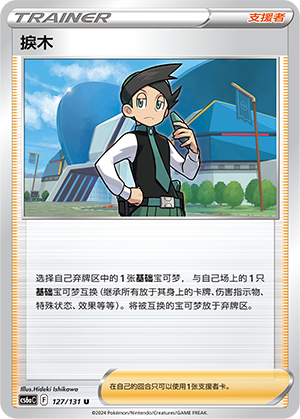 TRAINER 支援者
捩木
选择自己弃牌区中的1张基础宝可梦，与自己场上的1只
基础宝可梦互换（继承所有放于其身上的卡牌、伤害指示物、
特殊状态、效果等等）。将被互换的宝可梦放于弃牌区。
Illus.Hideki Ishikawa
在自己的回合只可以使用1张支援者卡。
CS6aC F 127/131 U
©2024 Pokémon/Nintendo/Creatures/GAME FREAK.